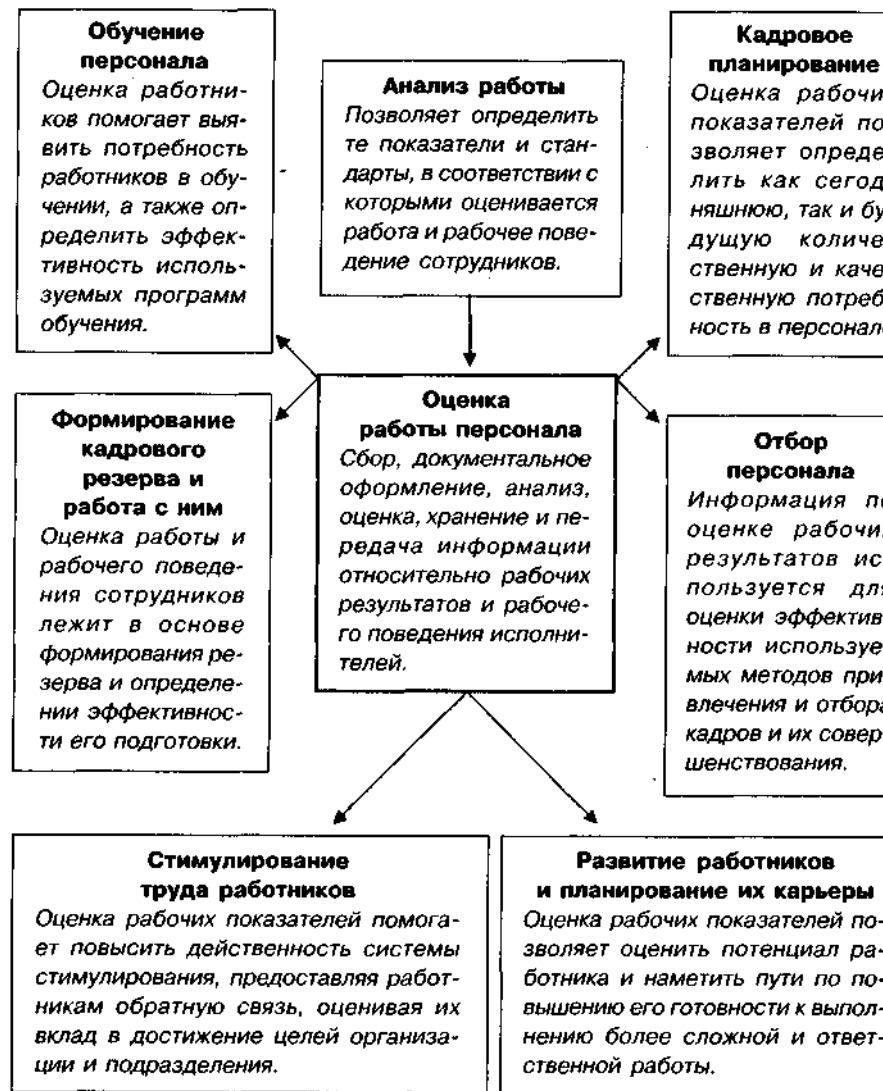 Обучение
персонала
Оценка работни-
ков помогает выя-
вить потребность
работников в обу-
чении, а также оп-
ределить эффек-
тивность исполь-
зуемых программ
обучения.
Анализ работы
Позволяет определить
те показатели и стан-
дарты, в соответствии с
которыми оценивается
работа и рабочее пове-
дение сотрудников.
Кадровое
планирование
Оценка рабочи
показателей по
зволяет опреде
лить как сегод
няшнюю, так и бу
дущую количе
ственную и каче
ственную потреб
ность в персонал
Формирование
кадрового
резерва и
работа с ним
Оценка работы и
рабочего поведе-
ния сотрудников
лежит в основе
формирования ре-
зерва и определе-
нии эффективнос-
ти его подготовки.
Оценка
работы персонала
Сбор, документальное
оформление, анализ,
оценка, хранение и пе-
редача информации
относительно рабочих
результатов и рабоче-
го поведения исполни-
телей.
Отбор
персонала
Информация по
оценке рабочи
результатов ис
пользуется для
оценки эффектив
ности используе
мых методов при
влечения и отбора
кадров и их совер
шенствования.
Стимулирование
труда работников
Оценка рабочих показателей помога-
ет повысить действенность системы
стимулирования, предоставляя работ-
никам обратную связь, оценивая их
вклад в достижение целей организа-
ции и подразделения.
Развитие работников
и планирование их карьеры
Оценка рабочих показателей по-
зволяет оценить потенциал ра-
ботника и наметить пути по по-
вышению его готовности к выпол-
нению более сложной и ответ-
ственной работы.